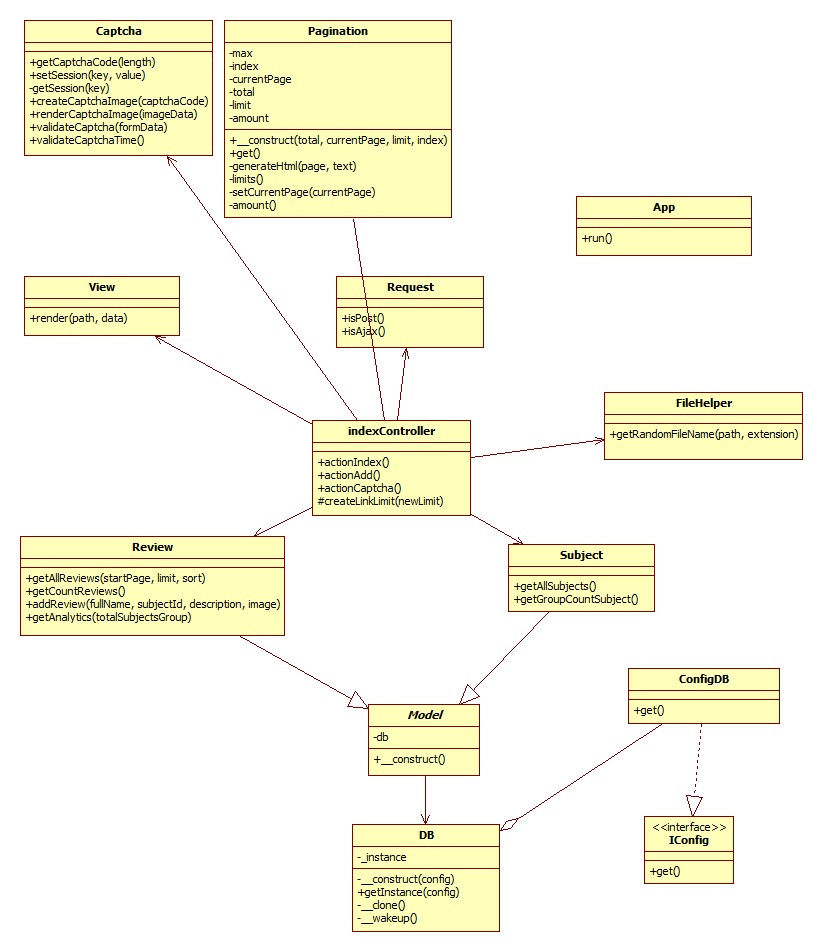 Captcha
+getCaptchaCode(length)
+setSession(key, value)
-getSession(key)
+createCaptchaImage(captchaCode)
+renderCaptchaImage(imageData)
+validateCaptcha(formData)
+validateCaptchaTime()
Pagination
-max
-index
-currentPage
-total
-limit
-amount
+__construct(total, currentPage, limit, index)
+get()
-generateHtml(page, text)
-limits()
-setCurrentPage(currentPage)
-amount()
App
+run()
View
+render(path, data)
Request
+isPost()
+isAjax()
FileHelper
+getRandomFileName(path, extension)
indexController
+actionIndex()
+actionAdd()
+actionCaptcha()
#createLinkLimit(newLimit)
Review
+getAllReviews(startPage, limit, sort)
+getCountReviews()
+addReview(fullName, subjectId, description, image)
+getAnalytics(totalSubjectsGroup)
Subject
+getAllSubjects()
+getGroupCountSubject()
ConfigDB
+get()
Model
-db
+__construct()
<<interface>>
IConfig
+get()
DB
-_instance
-__construct(config)
+getInstance(config)
-__clone()
-__wakeup()